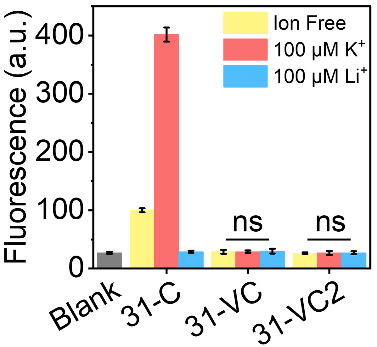 Fluorescence (a.u.)
400
300
200
100
0
Ion Free
100 μM K⁺
100 μM Li⁺
ns
ns
Blank
31-C
31-VC
31-VC2